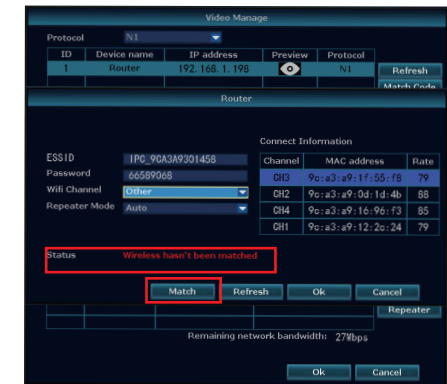 Video Manage
Protocol N1
ID Device name IP address Preview Protocol
1 Router 192.168.1.198 N1 Refresh
Match Code
Router
Connect Information
ESSID IPC_9CA3A9301458 Channel MAC address Rate
Password 66589068 CH3 9c:a3:a9:1f:55:f8 79
Wifi Channel Other CH2 9c:a3:a9:0d:1d:4b 88
Repeater Mode Auto CH4 9c:a3:a9:16:96:f3 85
CH1 9c:a3:a9:12:2c:24 79
Status Wireless hasn't been matched
Match Refresh Ok Cancel
Repeater
Remaining network bandwidth: 27Mbps
Ok Cancel